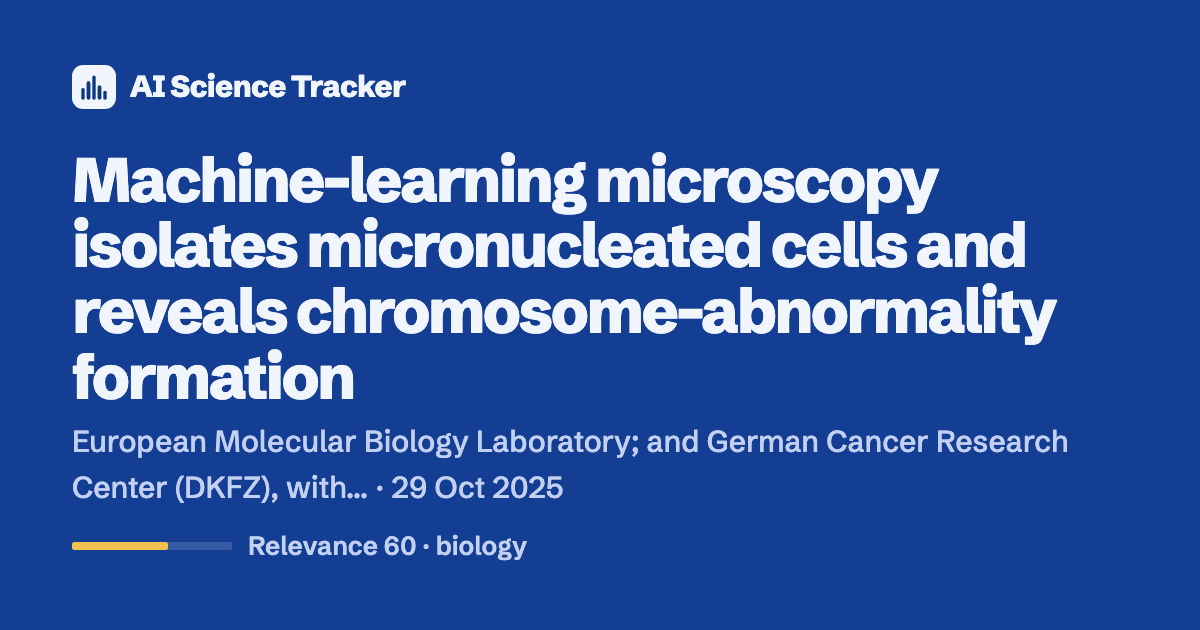 AI Science Tracker
Machine-learning microscopy
isolates micronucleated cells and
reveals chromosome-abnormality
formation
European Molecular Biology Laboratory; and German Cancer Research
Center (DKFZ), with... · 29 Oct 2025
Relevance 60 · biology